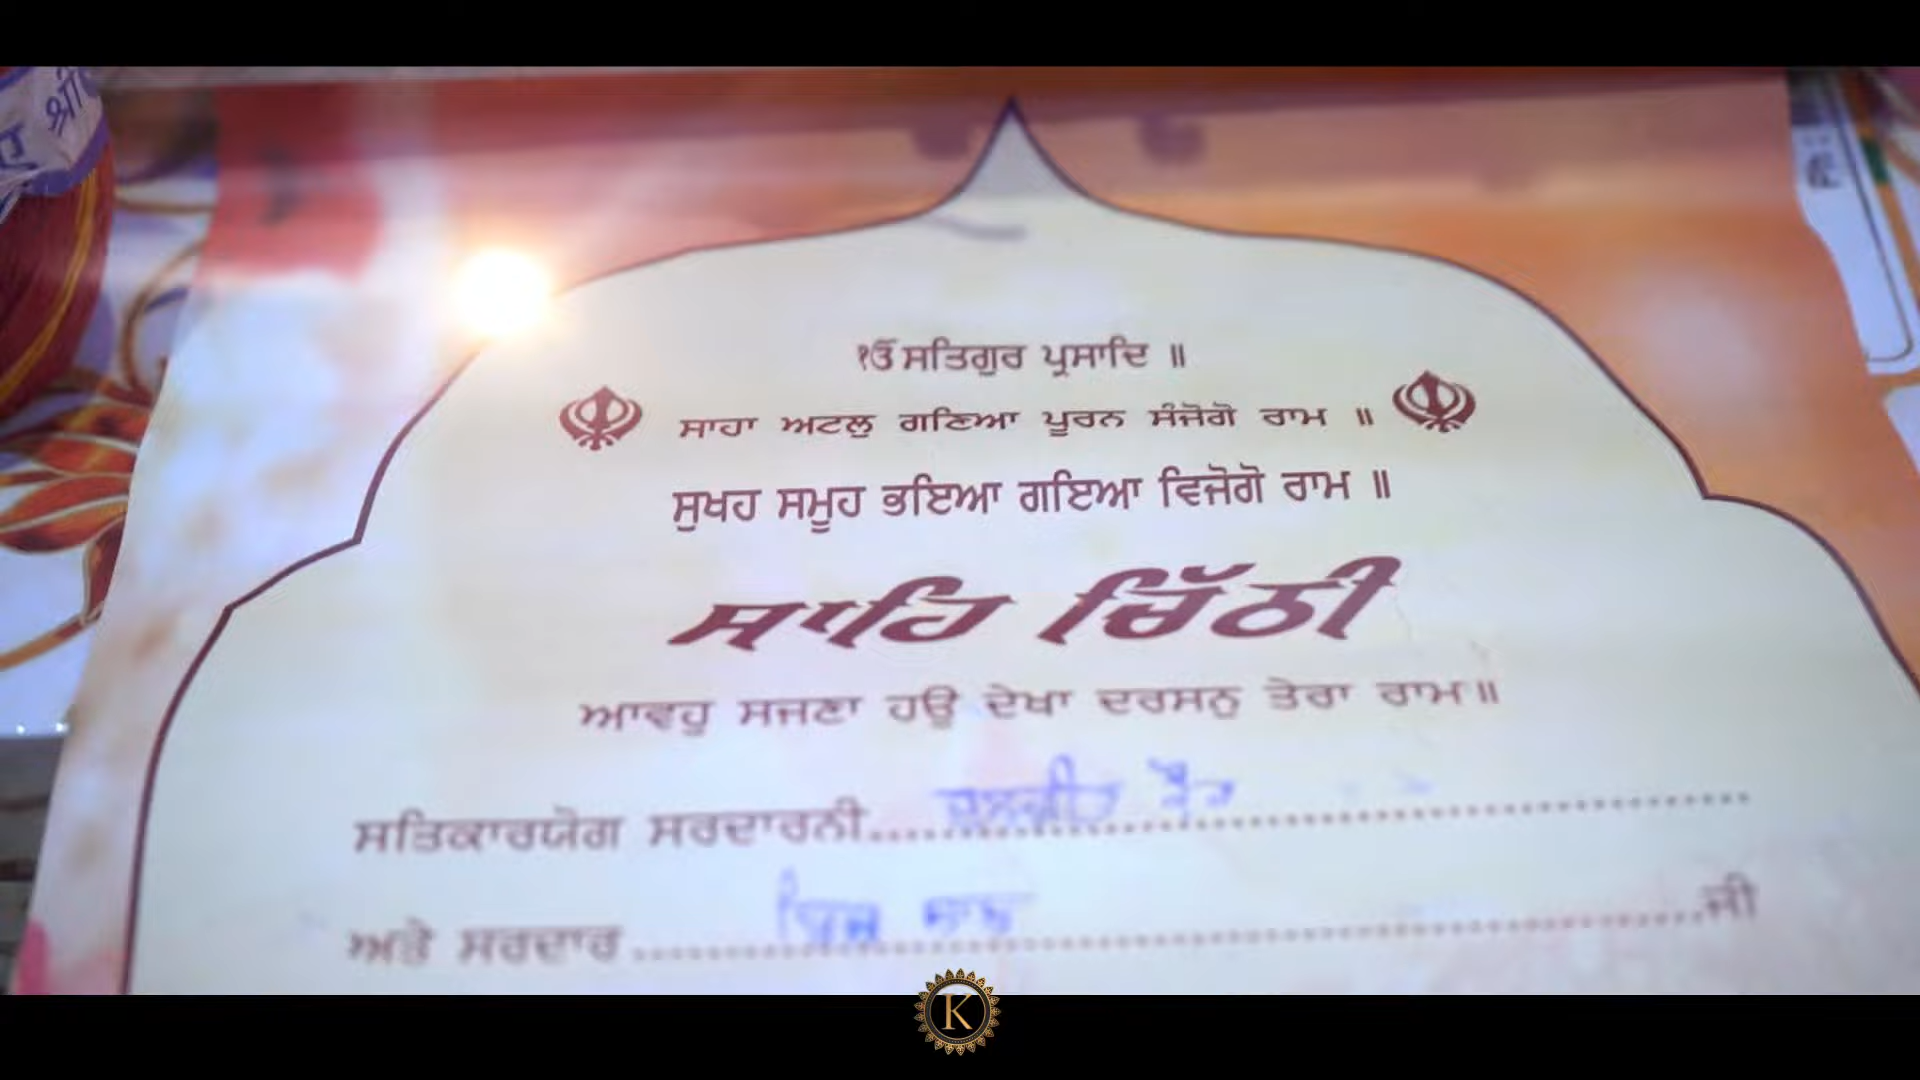 श्री
ੴ ਸਤਿਗੁਰ ਪ੍ਰਸਾਦਿ ॥
ਸਾਹਾ ਅਟਲੁ ਗਣਿਆ ਪੂਰਨ ਸੰਜੋਗੋ ਰਾਮ ॥
ਸੁਖਹ ਸਮੂਹ ਭਇਆ ਗਇਆ ਵਿਜੋਗੋ ਰਾਮ ॥
ਸਾਹਿ ਚਿੱਠੀ
ਆਵਹੁ ਸਜਣਾ ਹਉ ਦੇਖਾ ਦਰਸਨੁ ਤੇਰਾ ਰਾਮ॥
ਸਤਿਕਾਰਯੋਗ ਸਰਦਾਰਨੀ.......... ਕੌਰ
ਅਤੇ ਸਰਦਾਰ .......... ਜੀ
K